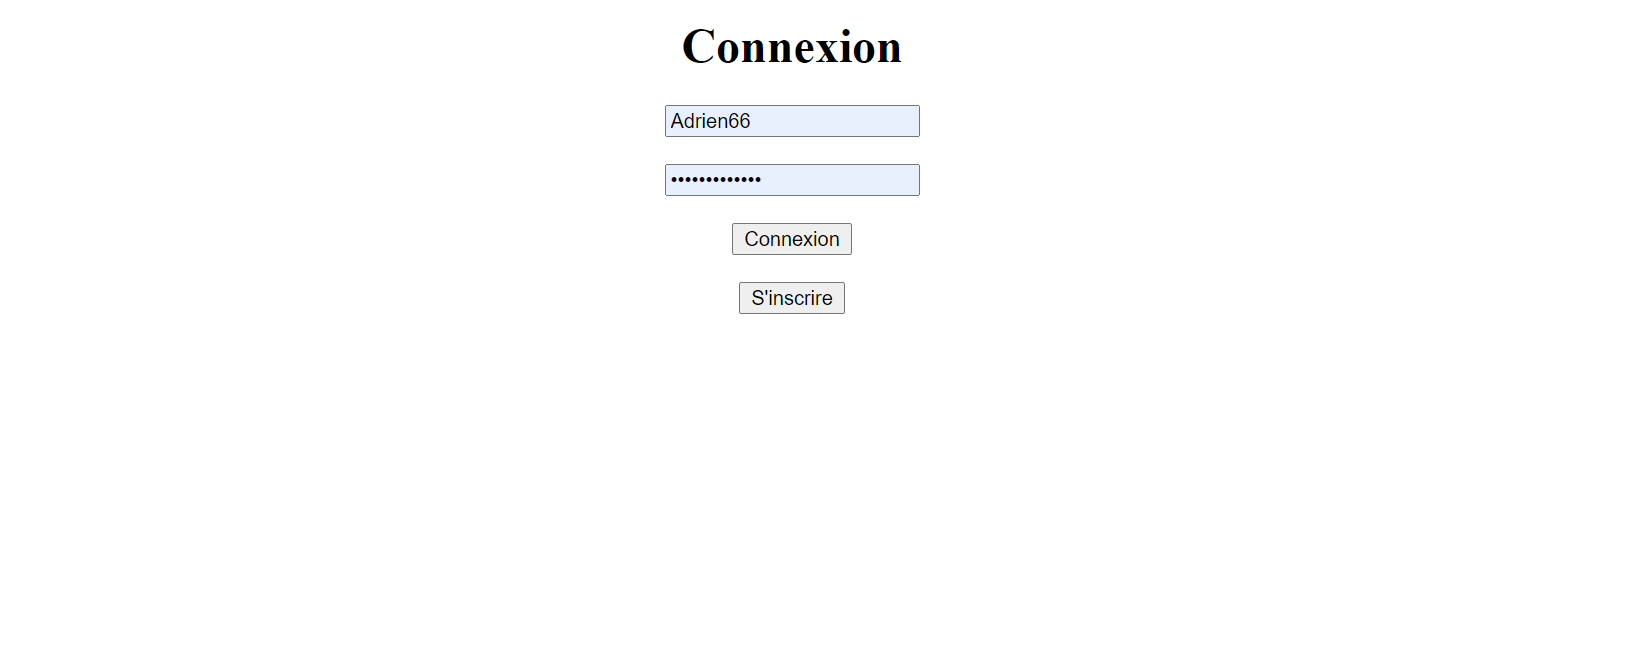 Connexion
Adrien66
•••••••••••••
Connexion
S'inscrire